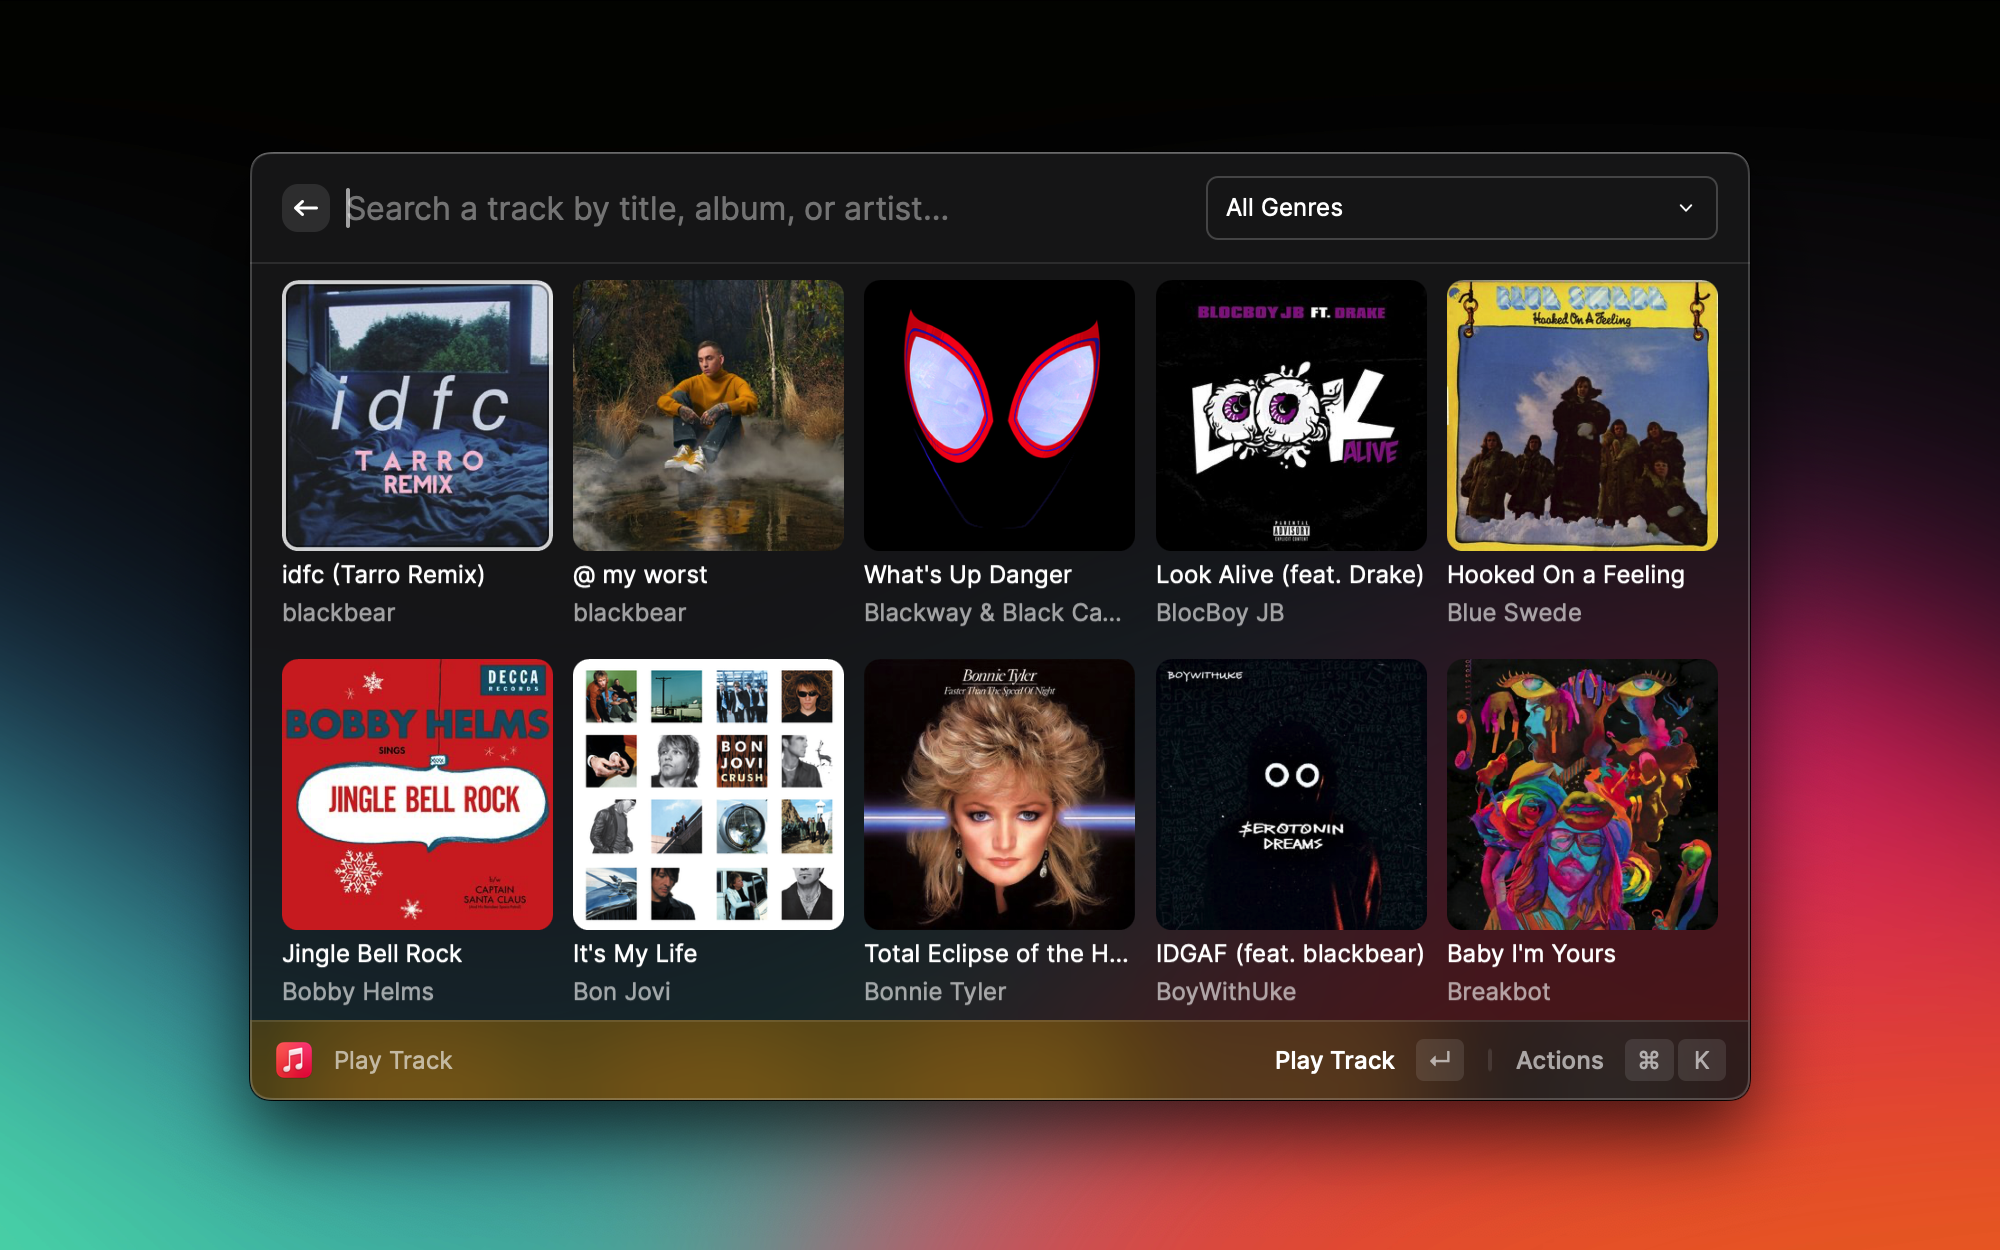 Search a track by title, album, or artist...
All Genres
i d f c
TARRO
REMIX
BLOCBOY JB FT. DRAKE
LOOK
ALIVE
PARENTAL
ADVISORY
EXPLICIT CONTENT
BLUE SWEDE
Hooked On A Feeling
idfc (Tarro Remix)
@ my worst
What's Up Danger
Look Alive (feat. Drake)
Hooked On a Feeling
blackbear
blackbear
Blackway & Black Ca...
BlocBoy JB
Blue Swede
DECCA
RECORDS
BOBBY HELMS
SINGS
JINGLE BELL ROCK
b/w
CAPTAIN
SANTA CLAUS
BON
JOVI
CRUSH
Bonnie Tyler
Faster Than The Speed Of Night
BOYWITHUKE
$EROTONIN
DREAMS
Jingle Bell Rock
It's My Life
Total Eclipse of the H...
IDGAF (feat. blackbear)
Baby I'm Yours
Bobby Helms
Bon Jovi
Bonnie Tyler
BoyWithUke
Breakbot
Play Track
Play Track
Actions
⌘
K